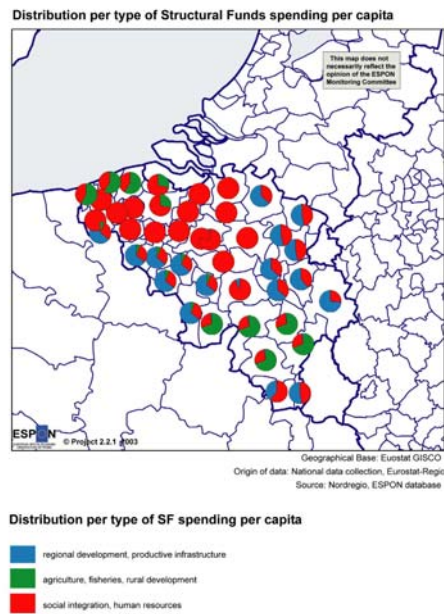 Distribution per type of Structural Funds spending per capita
This map does not
necessarily reflect the
opinion of the ESPON
Monitoring Committee
ESPON
© Project 2.2.1 2003
Geographical Base: Euostat GISCO
Origin of data: National data collection, Eurostat-Regio
Source: Nordregio, ESPON database
Distribution per type of SF spending per capita
regional development, productive infrastructure
agriculture, fisheries, rural development
social integration, human resources